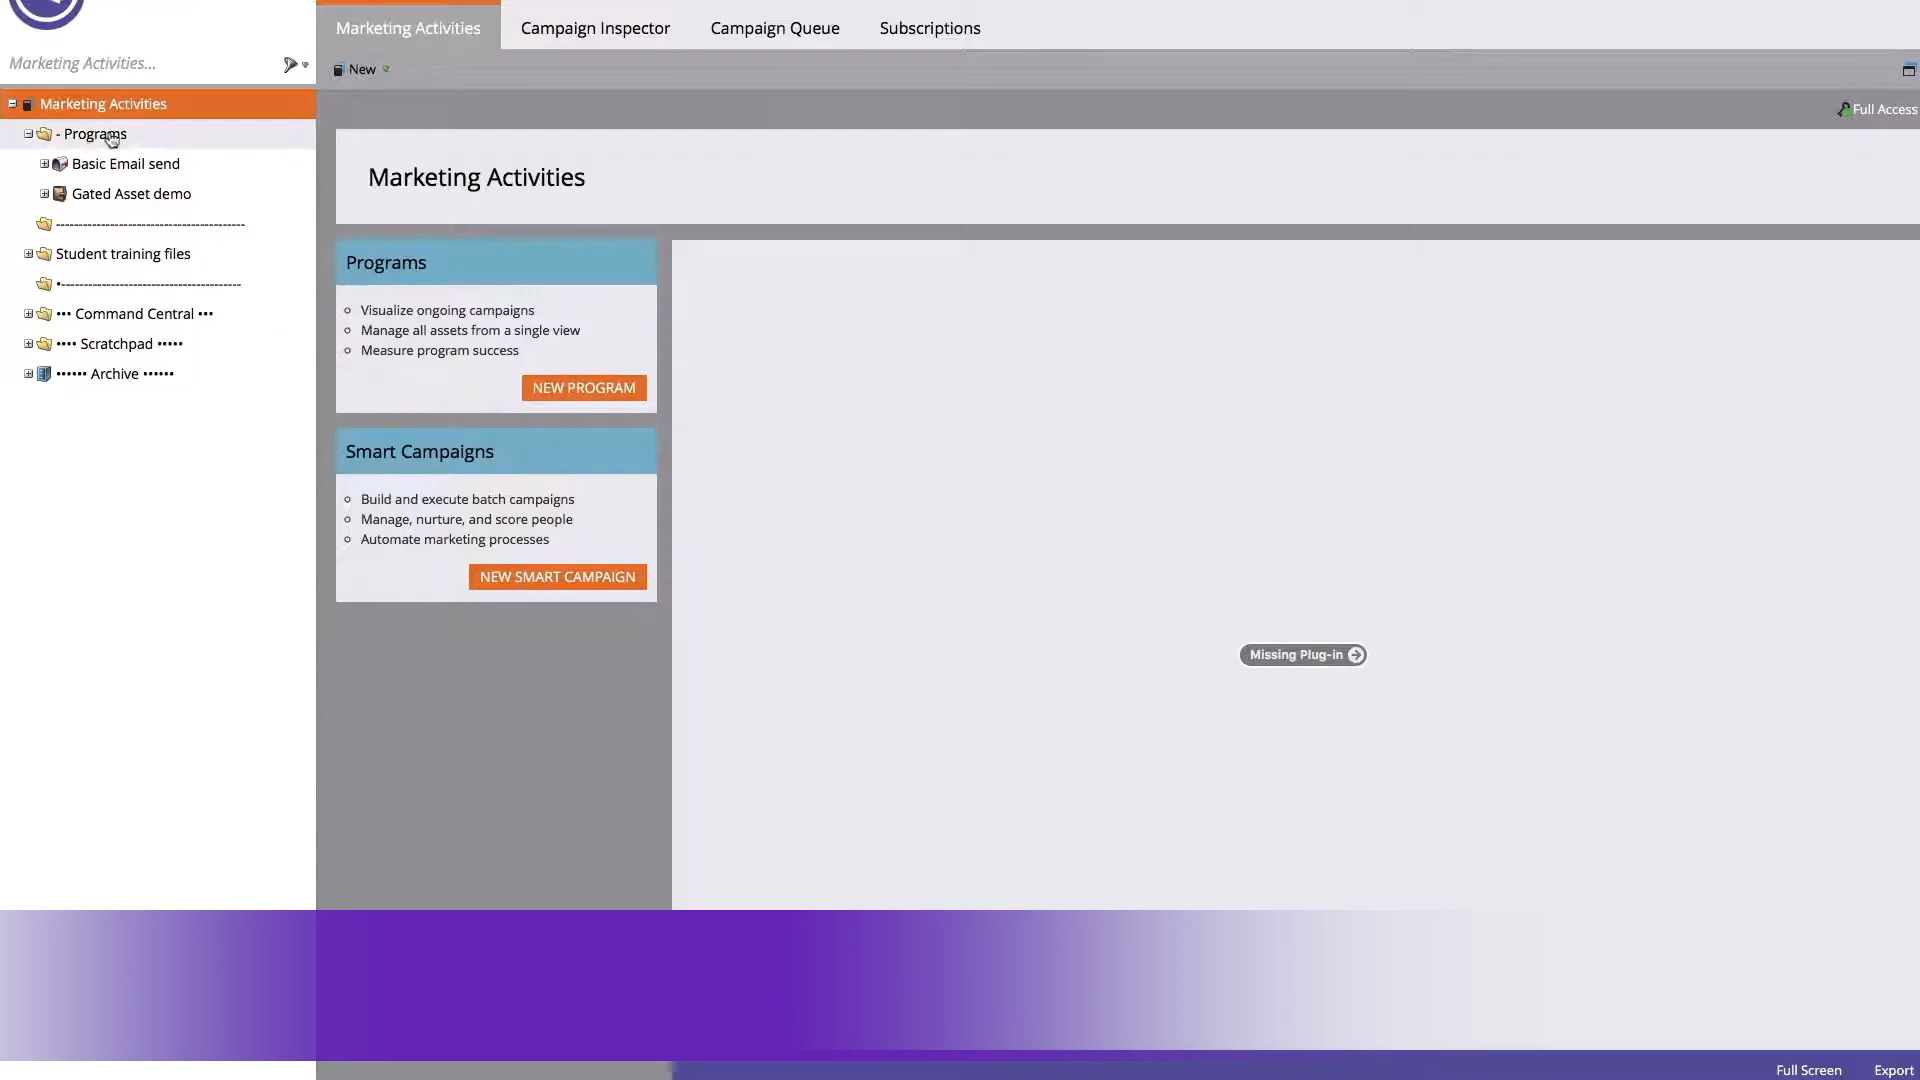 Marketing Activities
Campaign Inspector
Campaign Queue
Subscriptions
Marketing Activities...
New
Full Access
Marketing Activities
- Programs
Basic Email send
Gated Asset demo
------------------------------------------
Student training files
•----------------------------------------
••• Command Central •••
•••• Scratchpad •••••
•••••• Archive ••••••
Marketing Activities
Programs
Visualize ongoing campaigns
Manage all assets from a single view
Measure program success
NEW PROGRAM
Smart Campaigns
Build and execute batch campaigns
Manage, nurture, and score people
Automate marketing processes
NEW SMART CAMPAIGN
Missing Plug-in
Full Screen
Export